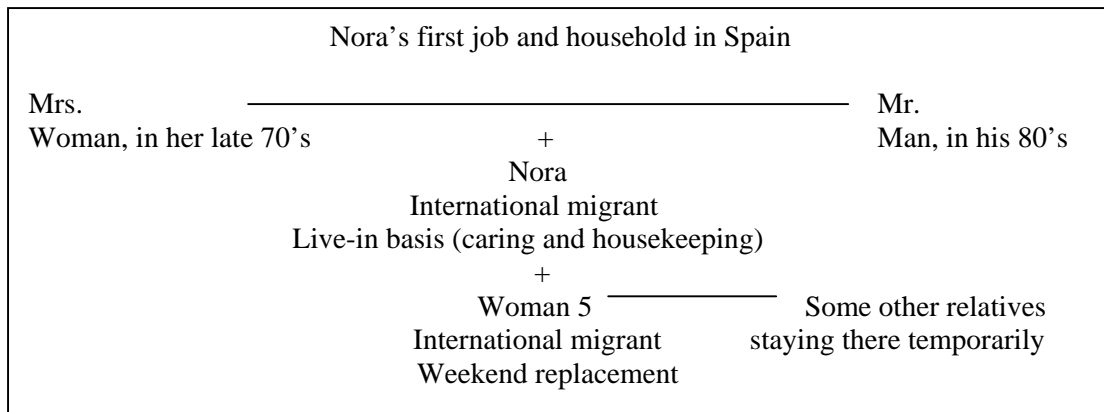 Nora’s first job and household in Spain
Mrs. Mr.
Woman, in her late 70’s + Man, in his 80’s
Nora
International migrant
Live-in basis (caring and housekeeping)
+
Woman 5 Some other relatives
International migrant staying there temporarily
Weekend replacement